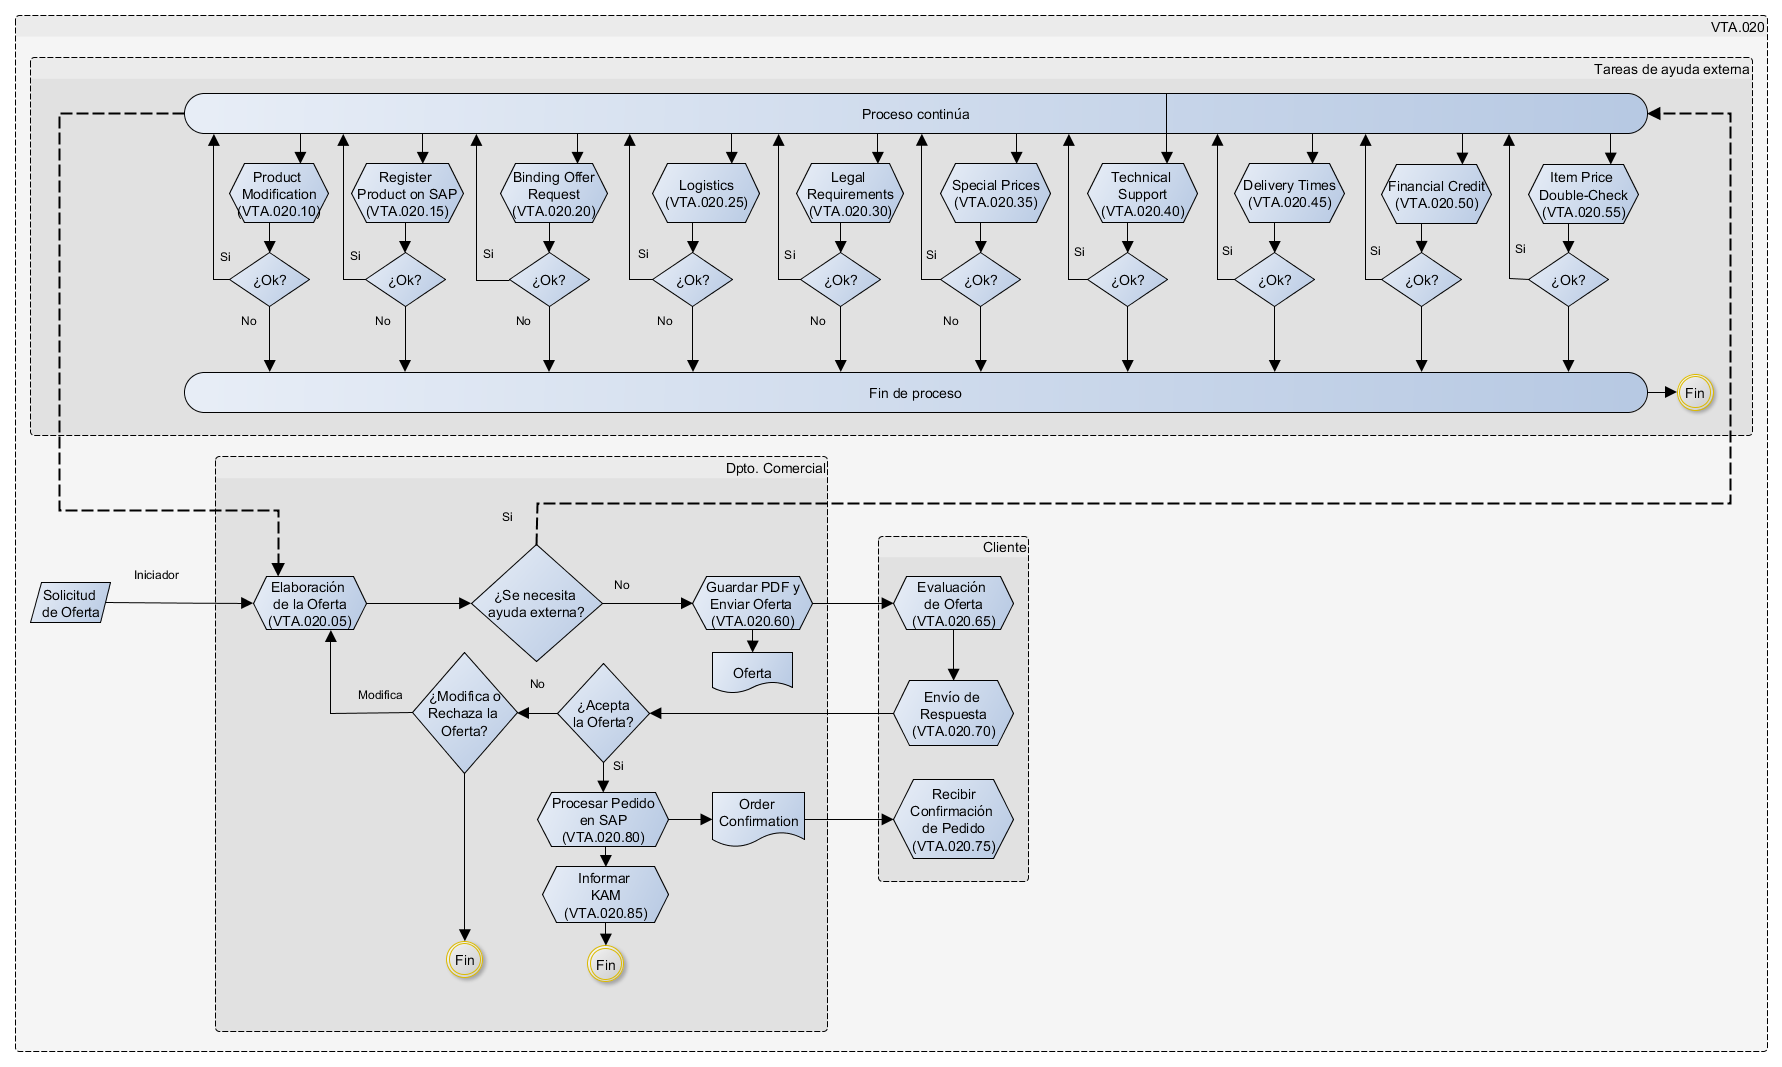 VTA.020
Tareas de ayuda externa
Proceso continúa
Product
Modification
(VTA.020.10)
Register
Product on SAP
(VTA.020.15)
Binding Offer
Request
(VTA.020.20)
Logistics
(VTA.020.25)
Legal
Requirements
(VTA.020.30)
Special Prices
(VTA.020.35)
Technical
Support
(VTA.020.40)
Delivery Times
(VTA.020.45)
Financial Credit
(VTA.020.50)
Item Price
Double-Check
(VTA.020.55)
Si
Si
Si
Si
Si
Si
Si
Si
Si
Si
¿Ok?
¿Ok?
¿Ok?
¿Ok?
¿Ok?
¿Ok?
¿Ok?
¿Ok?
¿Ok?
¿Ok?
No
No
No
No
No
No
Fin de proceso
Fin
Dpto. Comercial
Si
Cliente
Iniciador
Solicitud
de Oferta
Elaboración
de la Oferta
(VTA.020.05)
¿Se necesita
ayuda externa?
No
Guardar PDF y
Enviar Oferta
(VTA.020.60)
Evaluación
de Oferta
(VTA.020.65)
Oferta
Modifica
¿Modifica o
Rechaza la
Oferta?
No
¿Acepta
la Oferta?
Envío de
Respuesta
(VTA.020.70)
Si
Procesar Pedido
en SAP
(VTA.020.80)
Order
Confirmation
Recibir
Confirmación
de Pedido
(VTA.020.75)
Informar
KAM
(VTA.020.85)
Fin
Fin